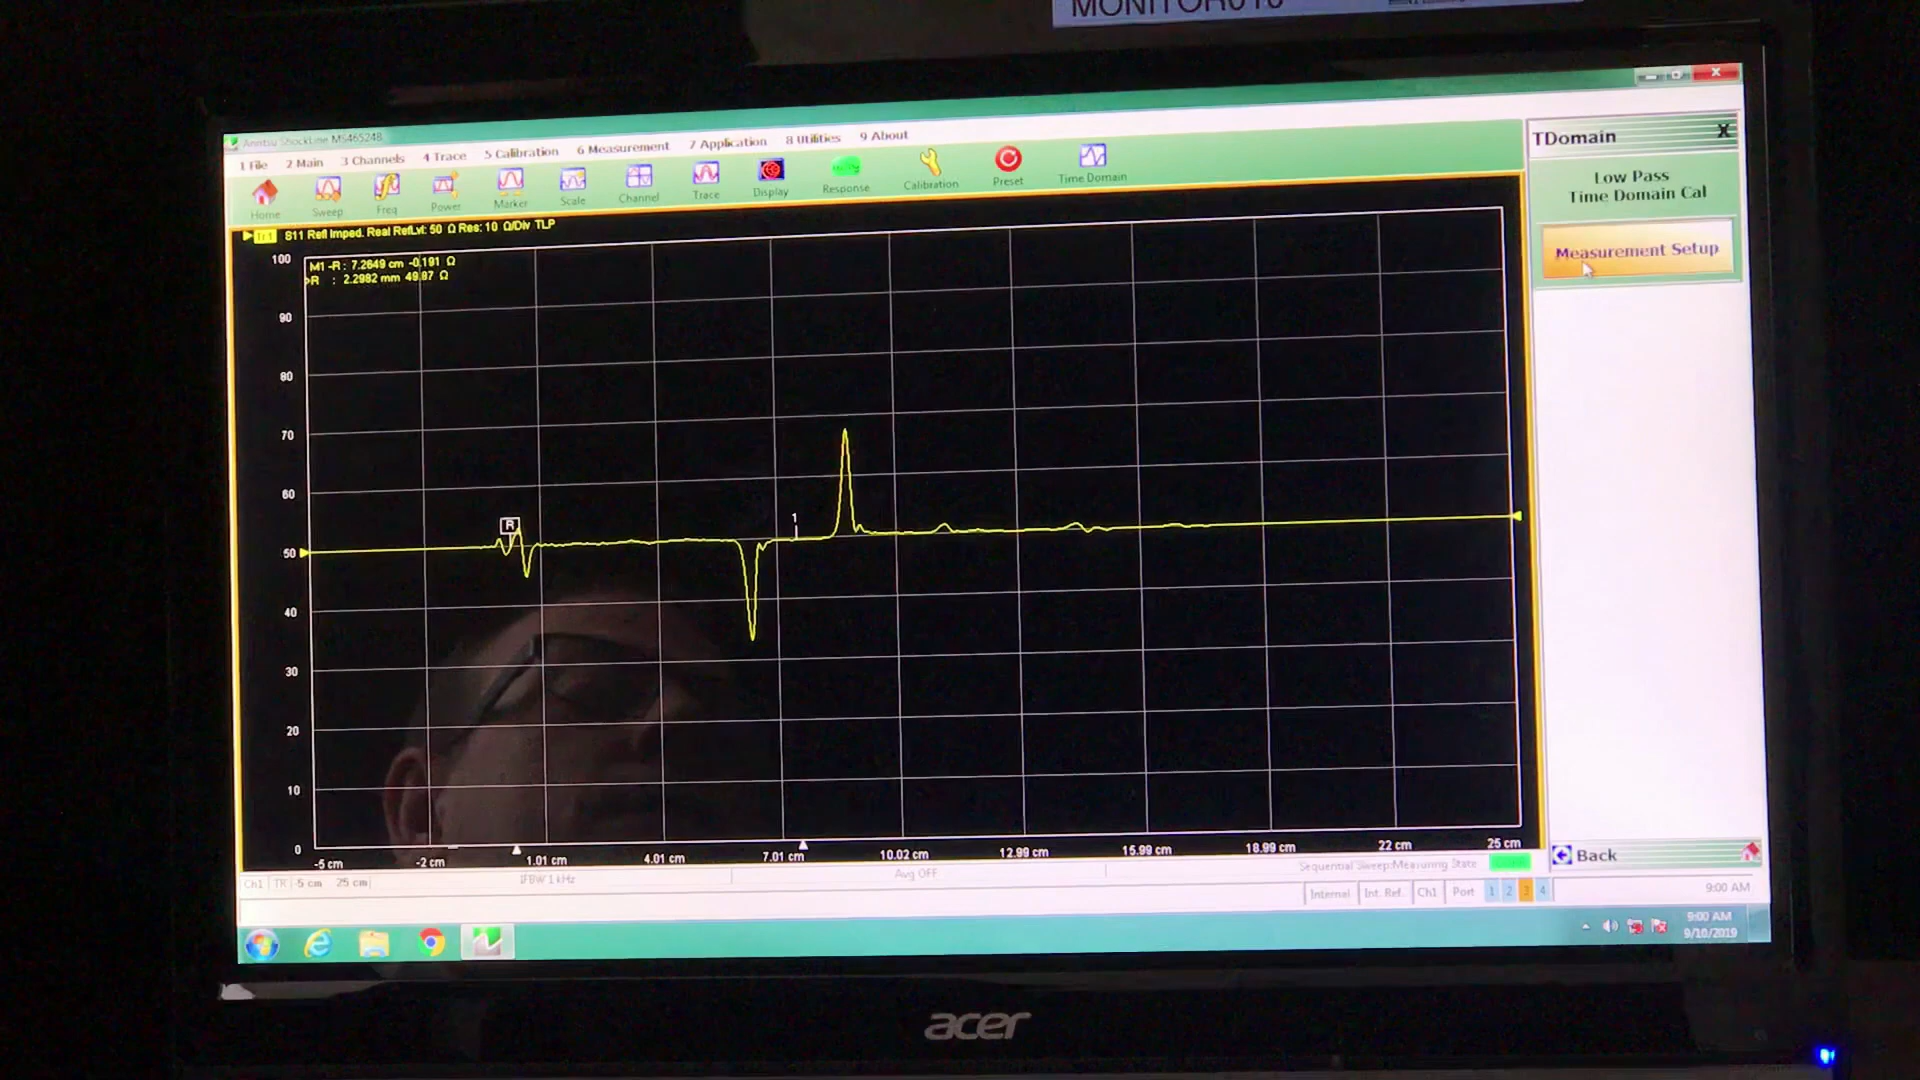 Anritsu ShockLine MS46524B
1 File 2 Main 3 Channels 4 Trace 5 Calibration 6 Measurement 7 Application 8 Utilities 9 About
Home Sweep Freq Power Marker Scale Channel Trace Display Response Calibration Preset Time Domain
Tr1 S11 Refl Imped. Real RefLvl: 50 Ω Res: 10 Ω/Div TLP
M1 -R : 7.2649 cm -0.191 Ω
>R : 2.2982 mm 49.87 Ω
100
90
80
70
60
50
40
30
20
10
0
R
1
-5 cm -2 cm 1.01 cm 4.01 cm 7.01 cm 10.02 cm 12.99 cm 15.99 cm 18.99 cm 22 cm 25 cm
Ch1 TR -5 cm 25 cm IFBW 1 kHz Avg OFF Sequential Sweep:Measuring State
Internal Int. Ref. Ch1 Port 1 2 3 4
TDomain X
Low Pass
Time Domain Cal
Measurement Setup
Back
9:00 AM
9:00 AM
9/10/2019
acer